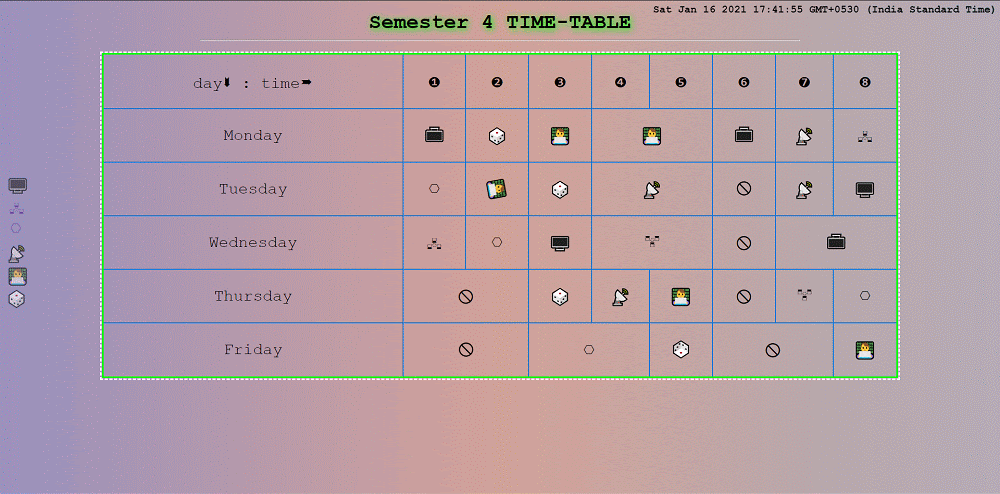 Sat Jan 16 2021 17:41:55 GMT+0530 (India Standard Time)
Semester 4 TIME-TABLE
day⬇ : time➡ ❶ ❷ ❸ ❹ ❺ ❻ ❼ ❽
Monday
Tuesday
Wednesday
Thursday
Friday